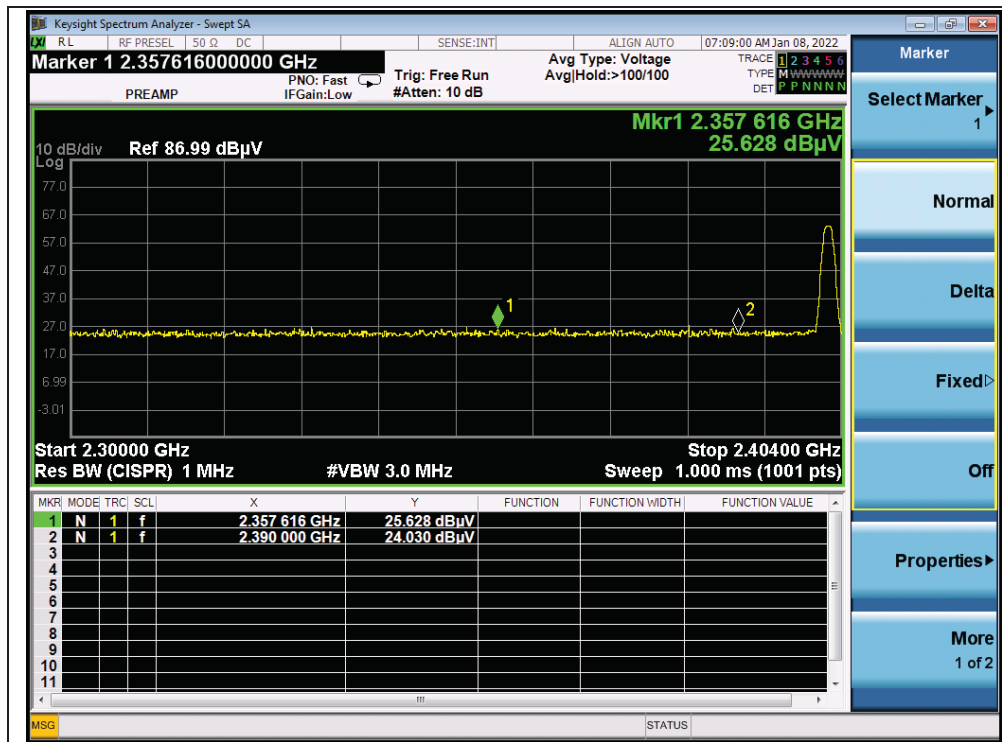 Keysight Spectrum Analyzer - Swept SA
LXI RL RF PRESEL 50 Ω DC SENSE:INT ALIGN AUTO 07:09:00 AM Jan 08, 2022
Marker 1 2.357616000000 GHz
PREAMP
PNO: Fast
IFGain:Low
Trig: Free Run
#Atten: 10 dB
Avg Type: Voltage
Avg|Hold:>100/100
TRACE 1 2 3 4 5 6
TYPE M WWWWW
DET P P N N N N
Mkr1 2.357 616 GHz
25.628 dBµV
10 dB/div Ref 86.99 dBµV
Log
77.0
67.0
57.0
47.0
37.0
27.0
17.0
6.99
-3.01
1
2
Start 2.30000 GHz Stop 2.40400 GHz
Res BW (CISPR) 1 MHz #VBW 3.0 MHz Sweep 1.000 ms (1001 pts)
MKR MODE TRC SCL X Y FUNCTION FUNCTION WIDTH FUNCTION VALUE
1 N 1 f 2.357 616 GHz 25.628 dBµV
2 N 1 f 2.390 000 GHz 24.030 dBµV
3
4
5
6
7
8
9
10
11
MSG STATUS
Marker
Select Marker
1
Normal
Delta
Fixed
Off
Properties
More
1 of 2